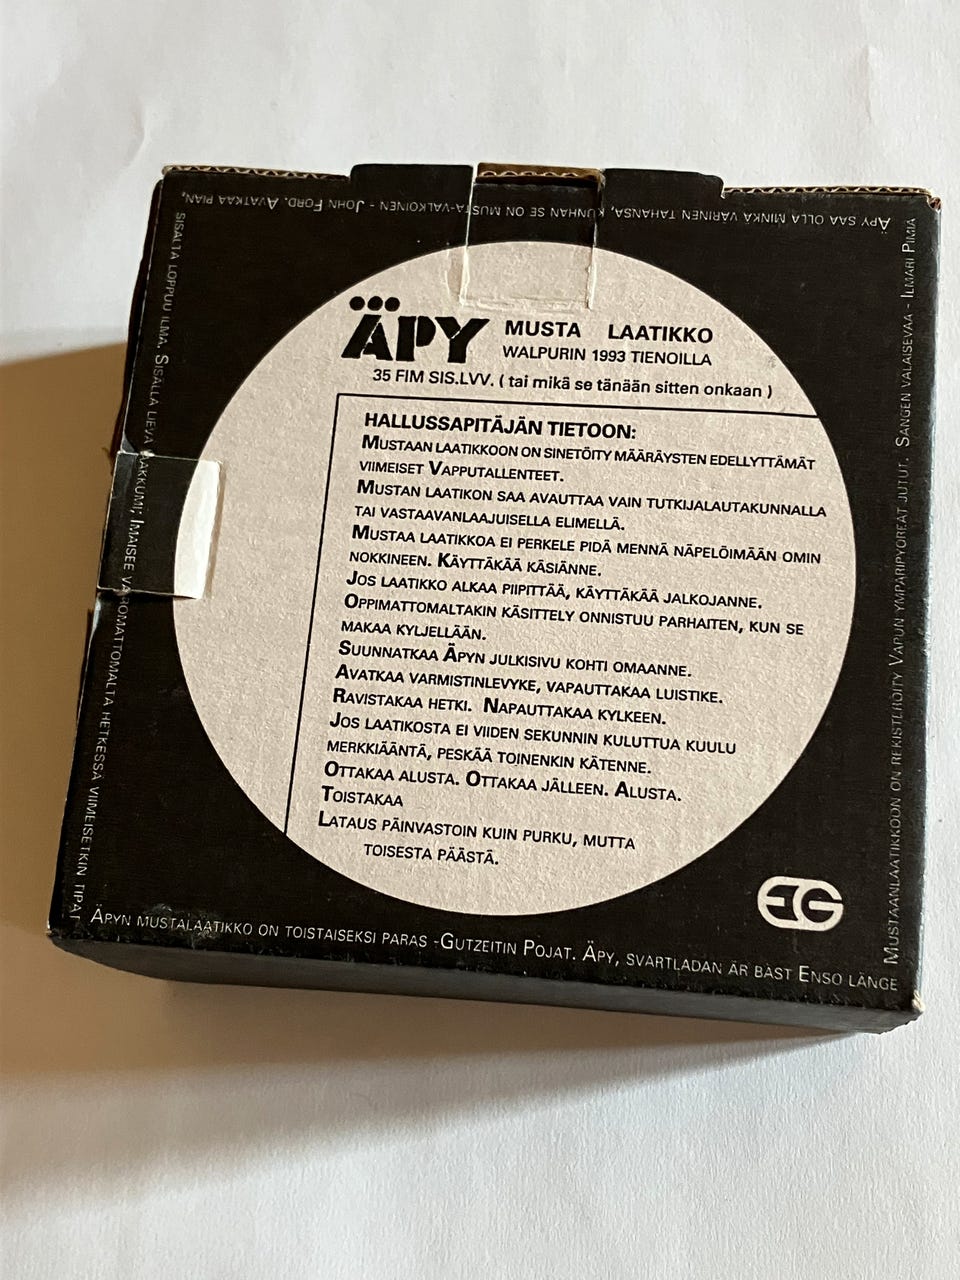 ÄPY MUSTA LAATIKKO
WALPURIN 1993 TIENOILLA
35 FIM SIS.LVV. ( tai mikä se tänään sitten onkaan )
HALLUSSAPITÄJÄN TIETOON:
MUSTAAN LAATIKKOON ON SINETÖITY MÄÄRÄYSTEN EDELLYTTÄMÄT
VIIMEISET VAPPUTALLENTEET.
MUSTAN LAATIKON SAA AVAUTTAA VAIN TUTKIJALAUTAKUNNALLA
TAI VASTAAVANLAAJUISELLA ELIMELLÄ.
MUSTAA LAATIKKOA EI PERKELE PIDÄ MENNÄ NÄPELÖIMÄÄN OMIN
NOKKINEEN. KÄYTTÄKÄÄ KÄSIÄNNE.
JOS LAATIKKO ALKAA PIIPITTÄÄ, KÄYTTÄKÄÄ JALKOJANNE.
OPPIMATTOMALTAKIN KÄSITTELY ONNISTUU PARHAITEN, KUN SE
MAKAA KYLJELLÄÄN.
SUUNNATKAA ÄPYN JULKISIVU KOHTI OMAANNE.
AVATKAA VARMISTINLEVYKE, VAPAUTTAKAA LUISTIKE.
RAVISTAKAA HETKI. NAPAUTTAKAA KYLKEEN.
JOS LAATIKOSTA EI VIIDEN SEKUNNIN KULUTTUA KUULU
MERKKIÄÄNTÄ, PESKÄÄ TOINENKIN KÄTENNE.
OTTAKAA ALUSTA. OTTAKAA JÄLLEEN. ALUSTA.
TOISTAKAA
LATAUS PÄINVASTOIN KUIN PURKU, MUTTA
TOISESTA PÄÄSTÄ.
EG
ÄPYN MUSTALAATIKKO ON TOISTAISEKSI PARAS -GUTZEITIN POJAT. ÄPY, SVARTLADAN ÄR BÄST ENSO LÄNGE
MUSTAANLAATIKKOON ON REKISTERÖITY VAPUN YMPÄRIPYÖREÄT JUTUT. SANGEN VALAISEVAA - ILMARI PIMIÄ
ÄPY SAA OLLA MINKÄ VÄRINEN TAHANSA, KUNHAN SE ON MUSTA-VALKOINEN - JOHN FORD. AVATKAA PIAN,
SISÄLTÄ LOPPUU ILMA. SISÄLLÄ LIEVÄ VAKKUUMI; IMAISEE VAROMATTOMALTA HETKESSÄ VIIMEISETKIN TIPAT